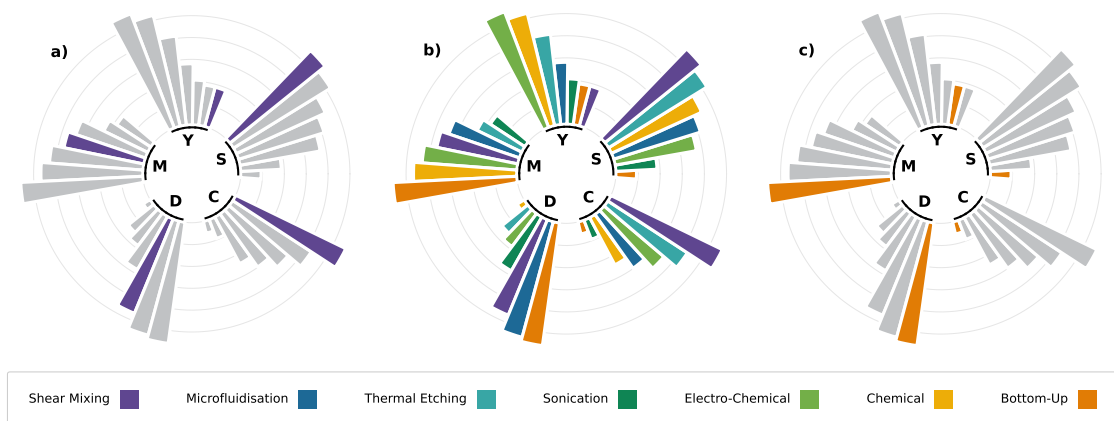 a)
Y
S
M
D
C
b)
Y
S
M
D
C
c)
Y
S
M
D
C
Shear Mixing
Microfluidisation
Thermal Etching
Sonication
Electro-Chemical
Chemical
Bottom-Up